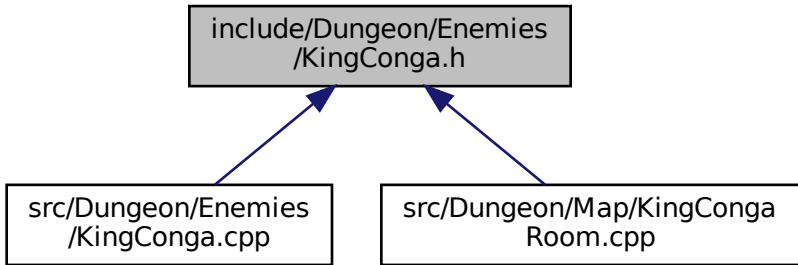 include/Dungeon/Enemies
/KingConga.h
src/Dungeon/Enemies
/KingConga.cpp
src/Dungeon/Map/KingConga
Room.cpp